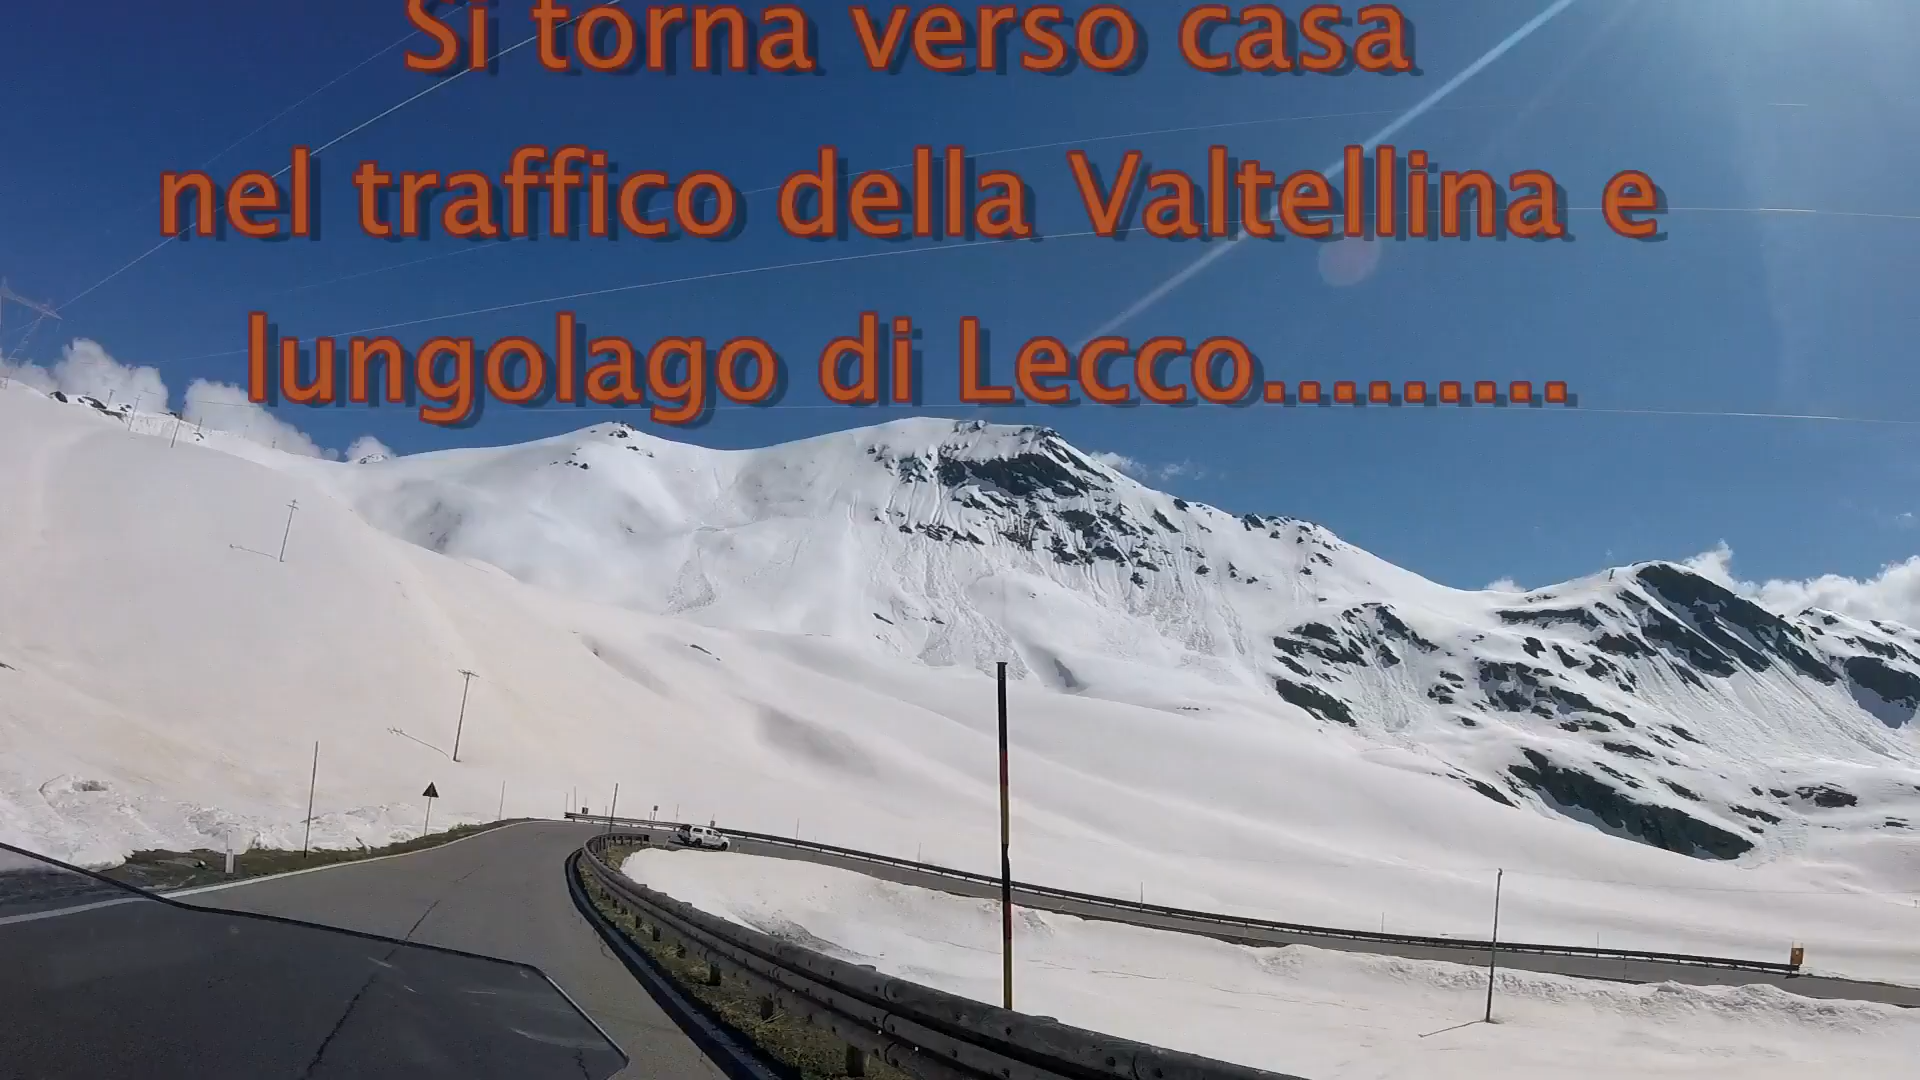 Si torna verso casa
nel traffico della Valtellina e
lungolago di Lecco.........